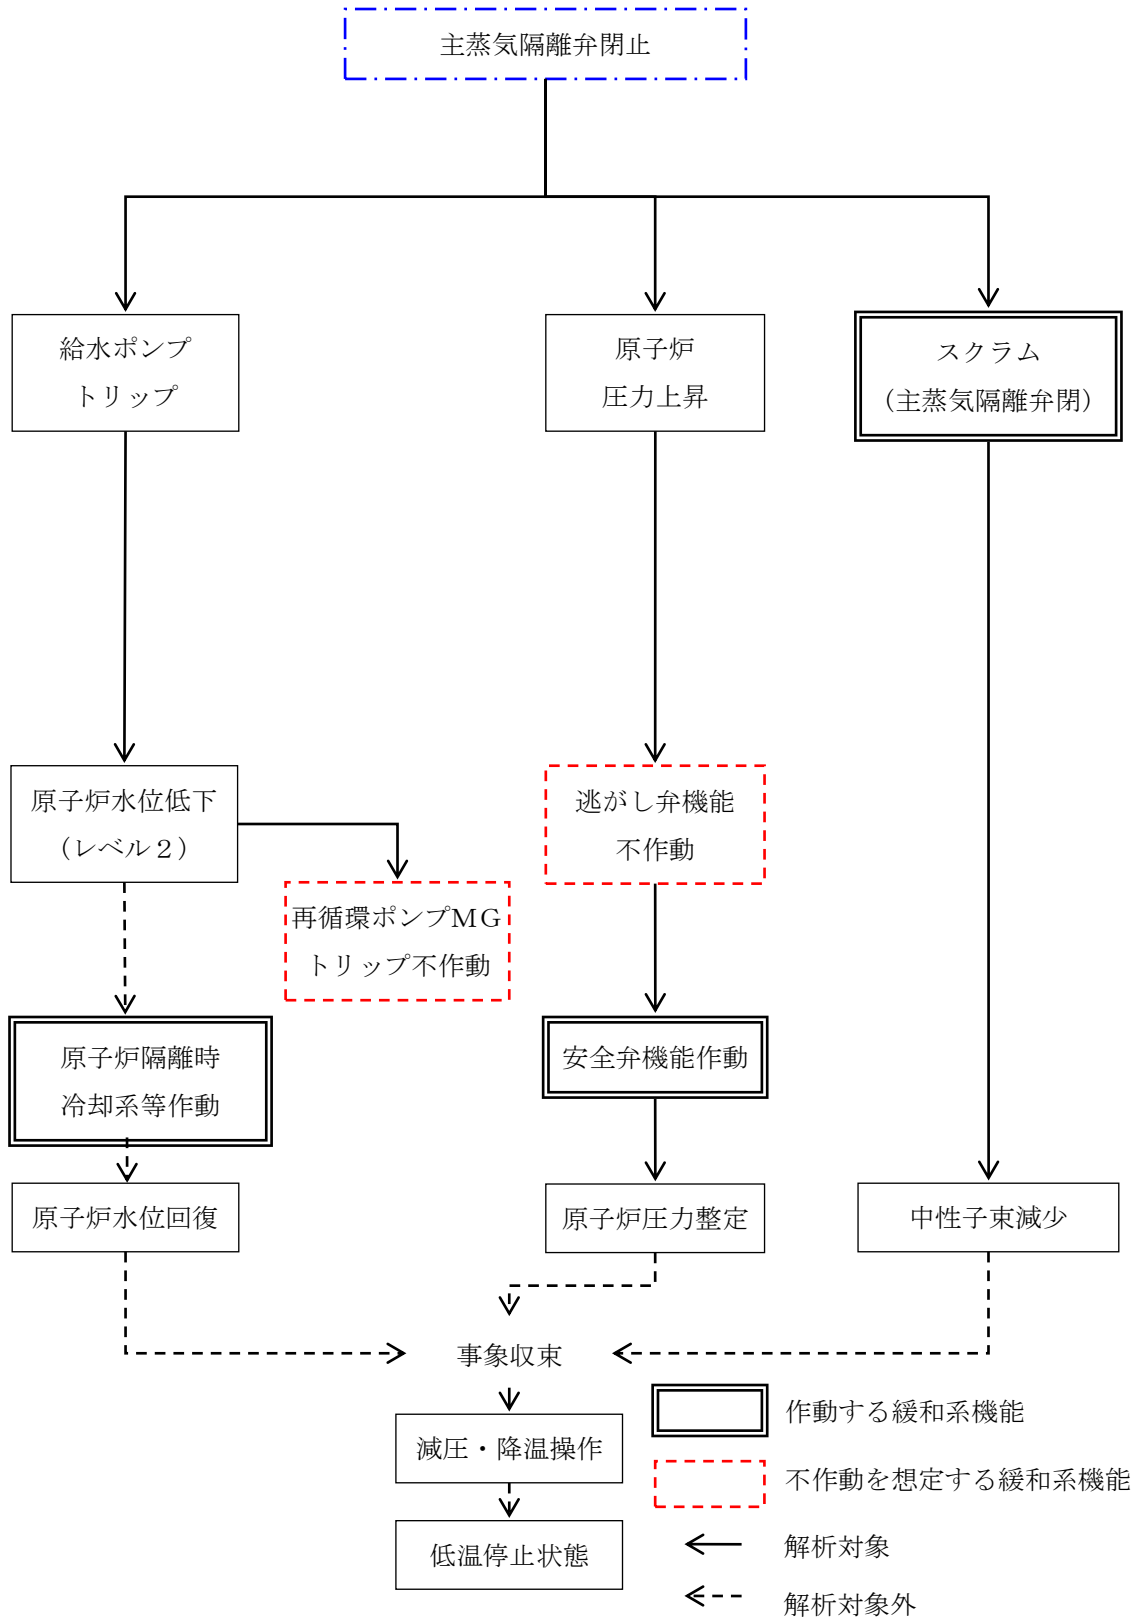 主蒸気隔離弁閉止
給水ポンプ
トリップ
原子炉
圧力上昇
スクラム
（主蒸気隔離弁閉）
原子炉水位低下
（レベル２）
逃がし弁機能
不作動
再循環ポンプＭＧ
トリップ不作動
原子炉隔離時
冷却系等作動
安全弁機能作動
原子炉水位回復
原子炉圧力整定
中性子束減少
事象収束
減圧・降温操作
低温停止状態
作動する緩和系機能
不作動を想定する緩和系機能
解析対象
解析対象外